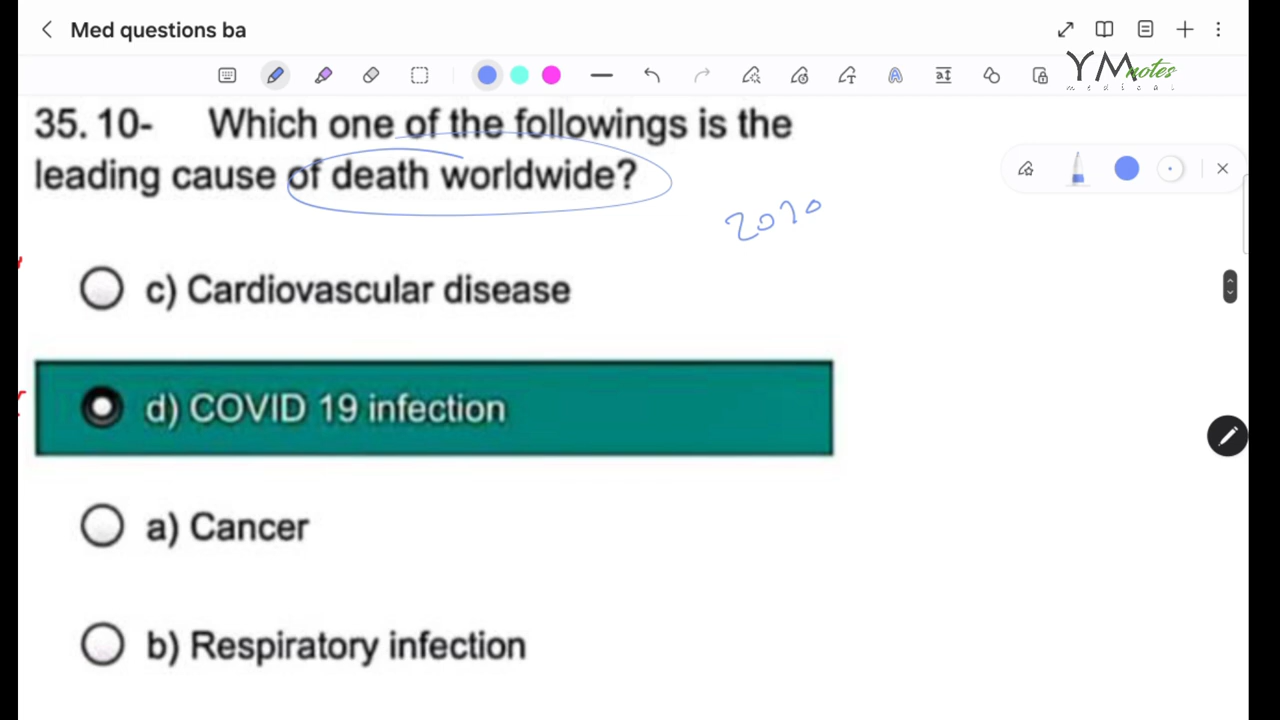 Med questions ba
YM notes
medical
35. 10- Which one of the followings is the
leading cause of death worldwide?
2020
c) Cardiovascular disease
d) COVID 19 infection
a) Cancer
b) Respiratory infection